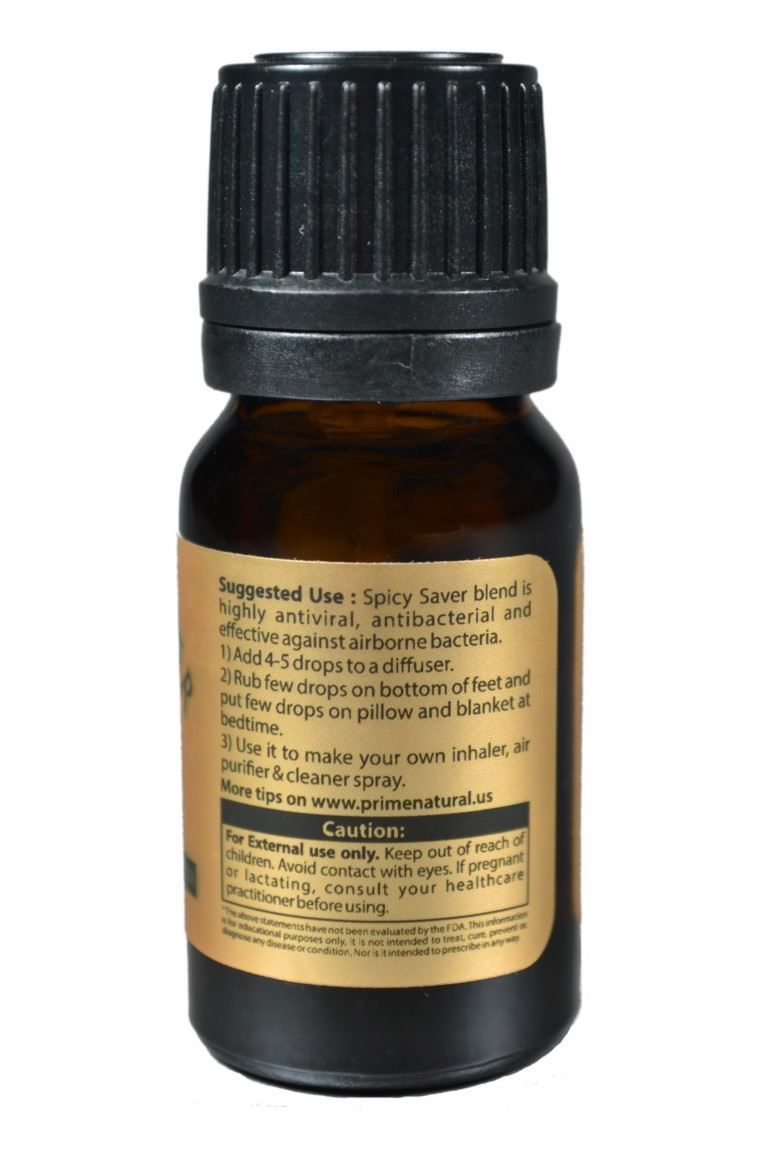 Suggested Use : Spicy Saver blend is
highly antiviral, antibacterial and
effective against airborne bacteria.
1) Add 4-5 drops to a diffuser.
2) Rub few drops on bottom of feet and
put few drops on pillow and blanket at
bedtime.
3) Use it to make your own inhaler, air
purifier & cleaner spray.
More tips on www.primenatural.us
Caution:
For External use only. Keep out of reach of
children. Avoid contact with eyes. If pregnant
or lactating, consult your healthcare
practitioner before using.
*The above statements have not been evaluated by the FDA. This information
is for educational purposes only, it is not intended to treat, cure, prevent or
diagnose any disease or condition. Nor is it intended to prescribe in any way.